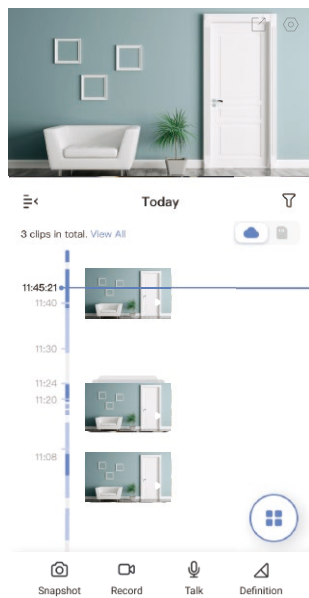 Today
3 clips in total. View All
11:45:21
11:40
11:30
11:24
11:20
11:08
Snapshot Record Talk Definition